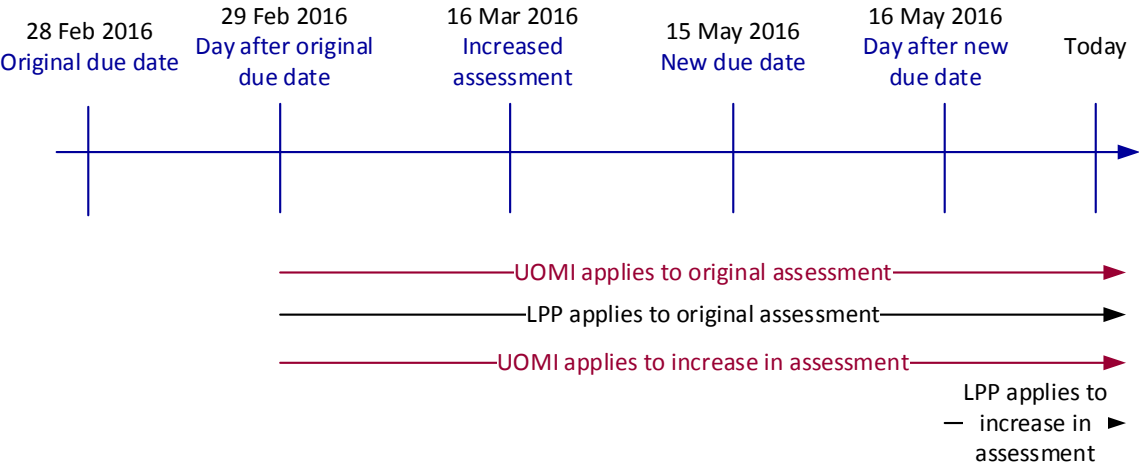 28 Feb 2016
Original due date
29 Feb 2016
Day after original
due date
16 Mar 2016
Increased
assessment
15 May 2016
New due date
16 May 2016
Day after new
due date
Today
UOMI applies to original assessment
LPP applies to original assessment
UOMI applies to increase in assessment
LPP applies to
increase in
assessment